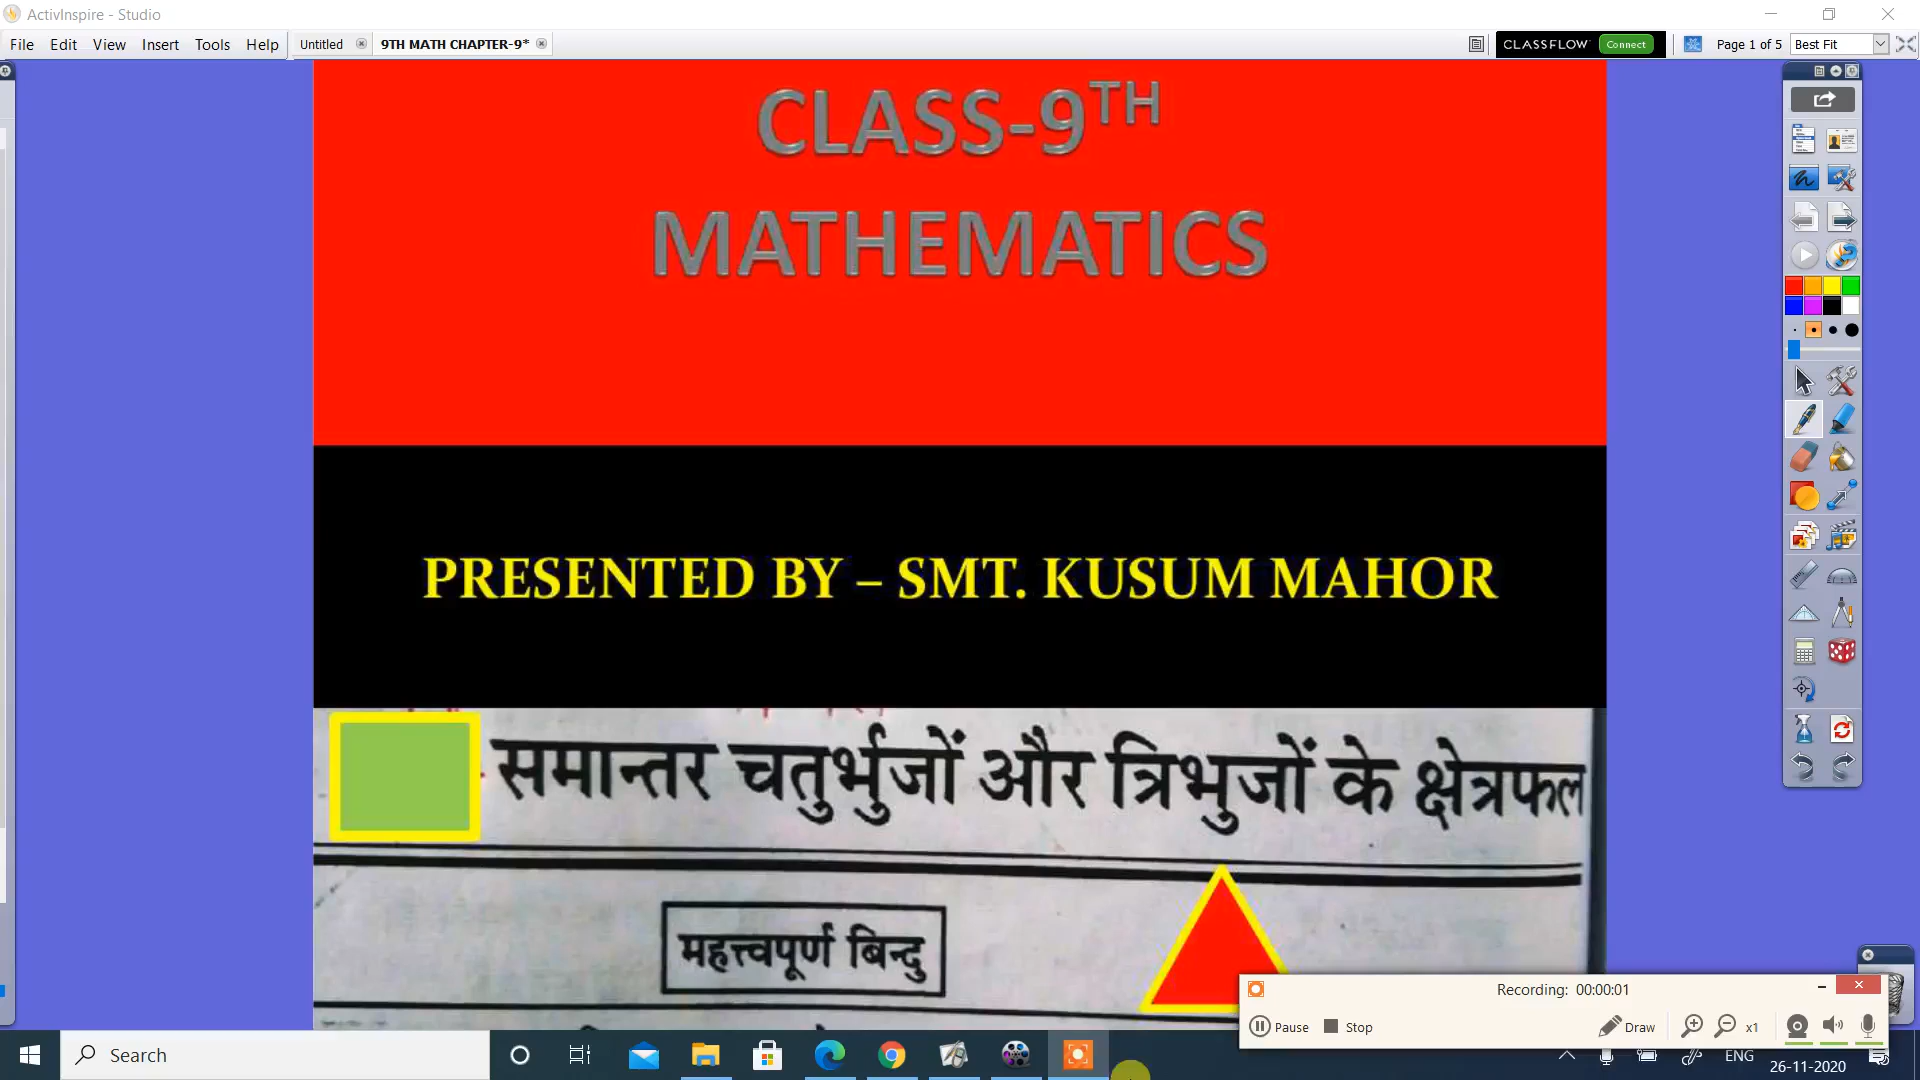 ActivInspire - Studio
File Edit View Insert Tools Help Untitled 9TH MATH CHAPTER-9* CLASSFLOW Connect Page 1 of 5 Best Fit
CLASS-9TH
MATHEMATICS
PRESENTED BY – SMT. KUSUM MAHOR
समान्तर चतुर्भुजों और त्रिभुजों के क्षेत्रफल
महत्त्वपूर्ण बिन्दु
Recording: 00:00:01
Pause Stop Draw x1
Search ENG
26-11-2020